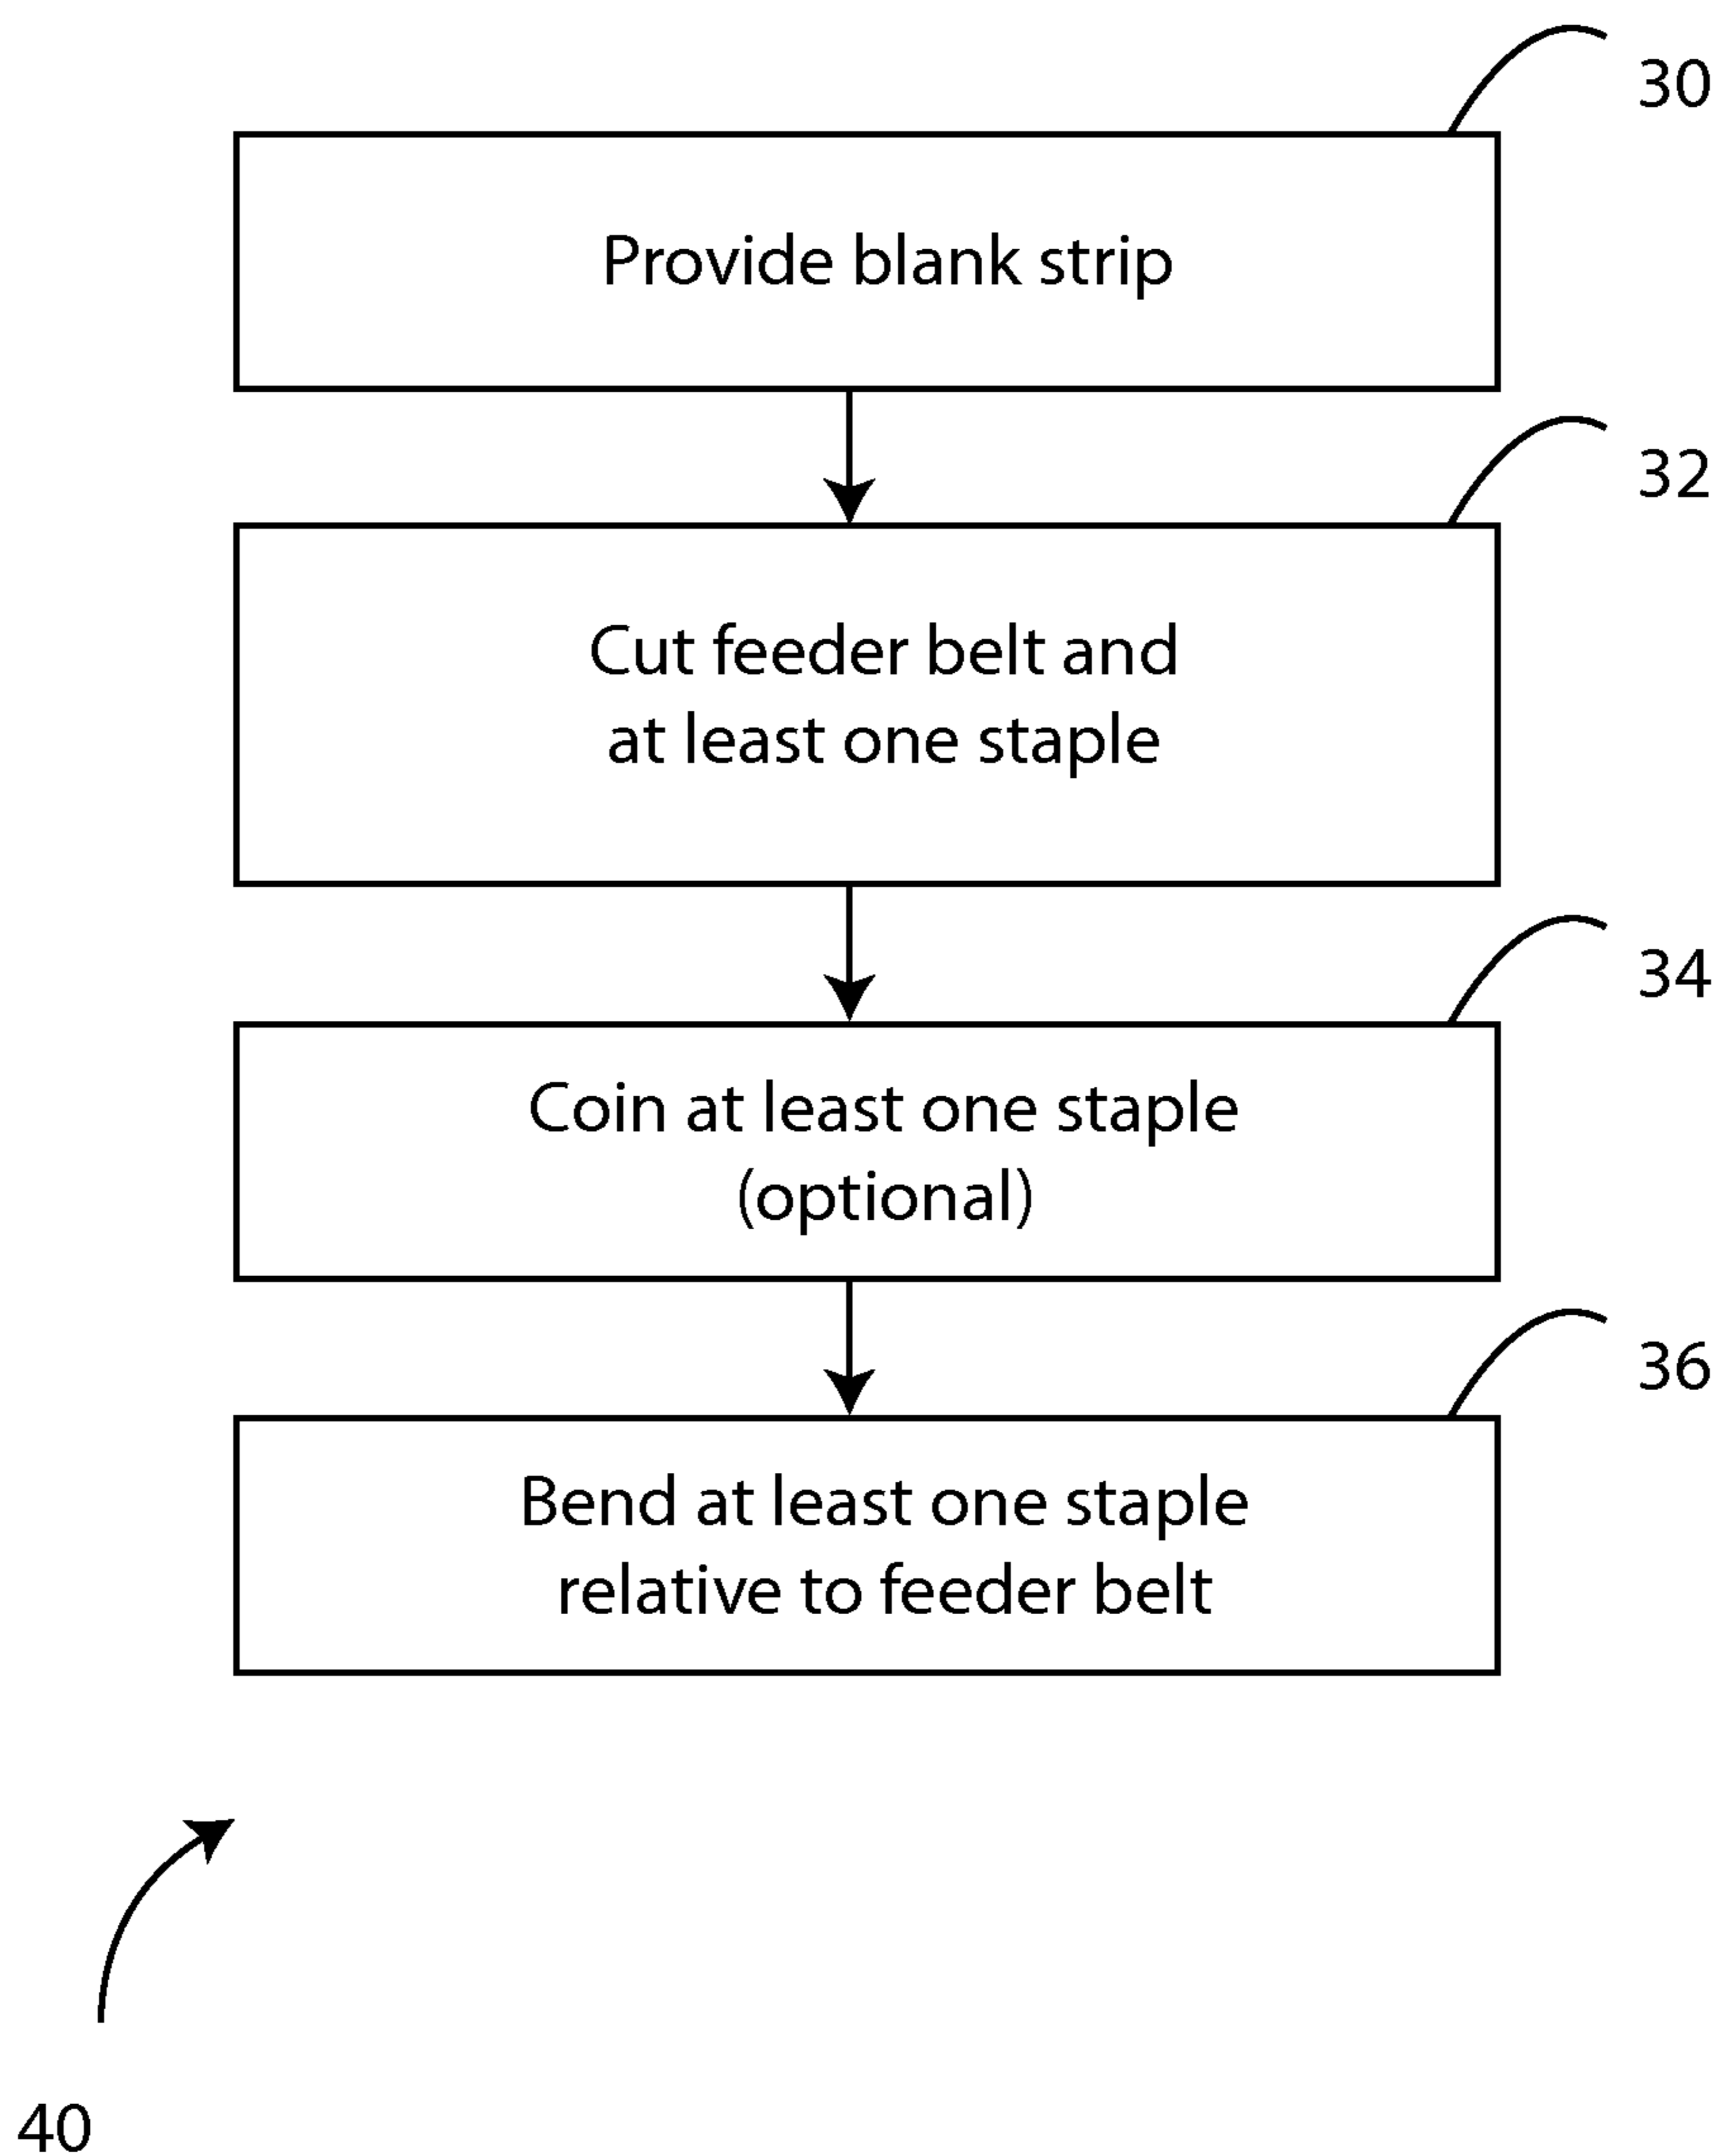 30
Provide blank strip
32
Cut feeder belt and
at least one staple
34
Coin at least one staple
(optional)
36
Bend at least one staple
relative to feeder belt
40